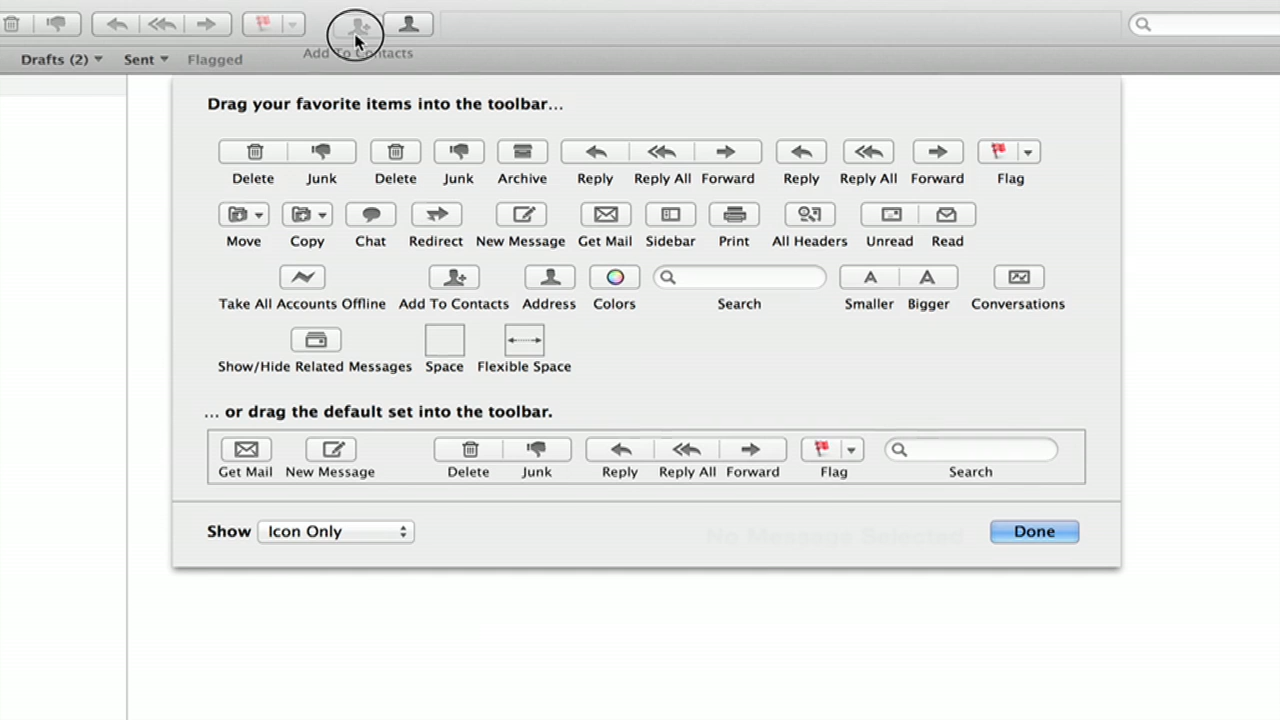 Add To Contacts
Drafts (2) Sent Flagged
Drag your favorite items into the toolbar...
Delete Junk Delete Junk Archive Reply Reply All Forward Reply Reply All Forward Flag
Move Copy Chat Redirect New Message Get Mail Sidebar Print All Headers Unread Read
A A
Take All Accounts Offline Add To Contacts Address Colors Search Smaller Bigger Conversations
Show/Hide Related Messages Space Flexible Space
... or drag the default set into the toolbar.
Get Mail New Message Delete Junk Reply Reply All Forward Flag Search
Show Icon Only No Message Selected Done